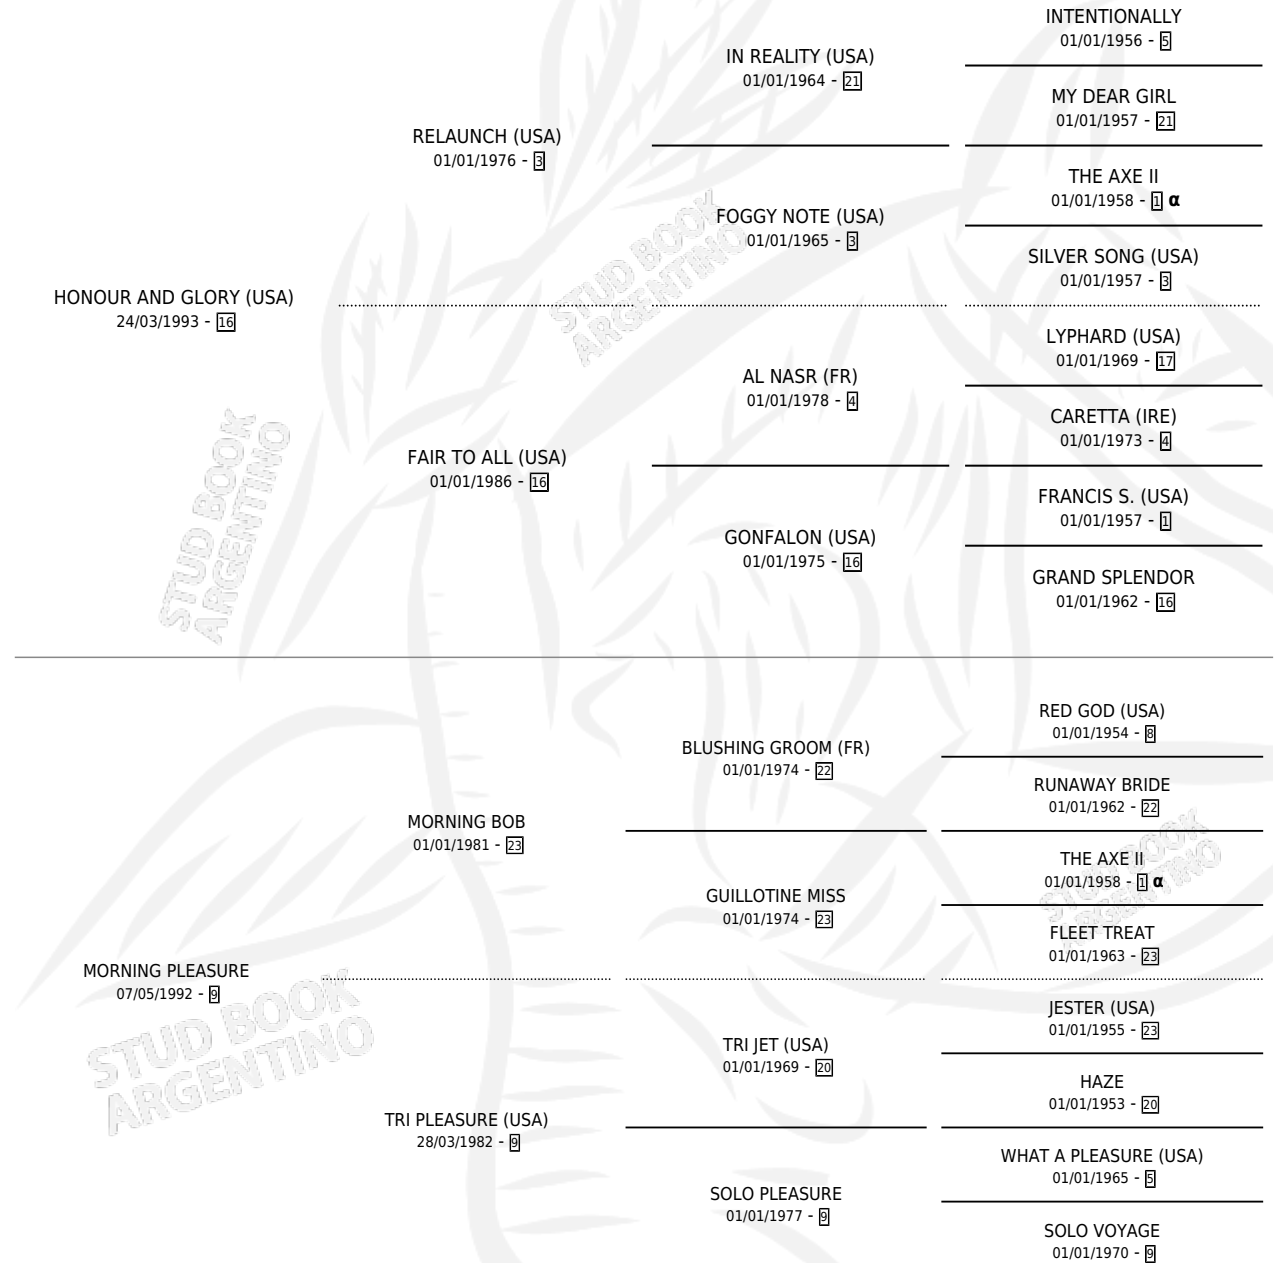 INTENTIONALLY
01/01/1956 - 5
IN REALITY (USA)
01/01/1964 - 21
MY DEAR GIRL
01/01/1957 - 21
RELAUNCH (USA)
01/01/1976 - 3
THE AXE II
01/01/1958 - 1 α
FOGGY NOTE (USA)
01/01/1965 - 3
SILVER SONG (USA)
01/01/1957 - 3
HONOUR AND GLORY (USA)
24/03/1993 - 16
LYPHARD (USA)
01/01/1969 - 17
AL NASR (FR)
01/01/1978 - 4
CARETTA (IRE)
01/01/1973 - 4
FAIR TO ALL (USA)
01/01/1986 - 16
FRANCIS S. (USA)
01/01/1957 - 1
GONFALON (USA)
01/01/1975 - 16
GRAND SPLENDOR
01/01/1962 - 16
RED GOD (USA)
01/01/1954 - 8
BLUSHING GROOM (FR)
01/01/1974 - 22
RUNAWAY BRIDE
01/01/1962 - 22
MORNING BOB
01/01/1981 - 23
THE AXE II
01/01/1958 - 1 α
GUILLOTINE MISS
01/01/1974 - 23
FLEET TREAT
01/01/1963 - 23
MORNING PLEASURE
07/05/1992 - 9
JESTER (USA)
01/01/1955 - 23
TRI JET (USA)
01/01/1969 - 20
HAZE
01/01/1953 - 20
TRI PLEASURE (USA)
28/03/1982 - 9
WHAT A PLEASURE (USA)
01/01/1965 - 5
SOLO PLEASURE
01/01/1977 - 9
SOLO VOYAGE
01/01/1970 - 9
STUD BOOK
ARGENTINO
STUD BOOK
ARGENTINO
STUD BOOK
ARGENTINO
STUD BOOK
ARGENTINO